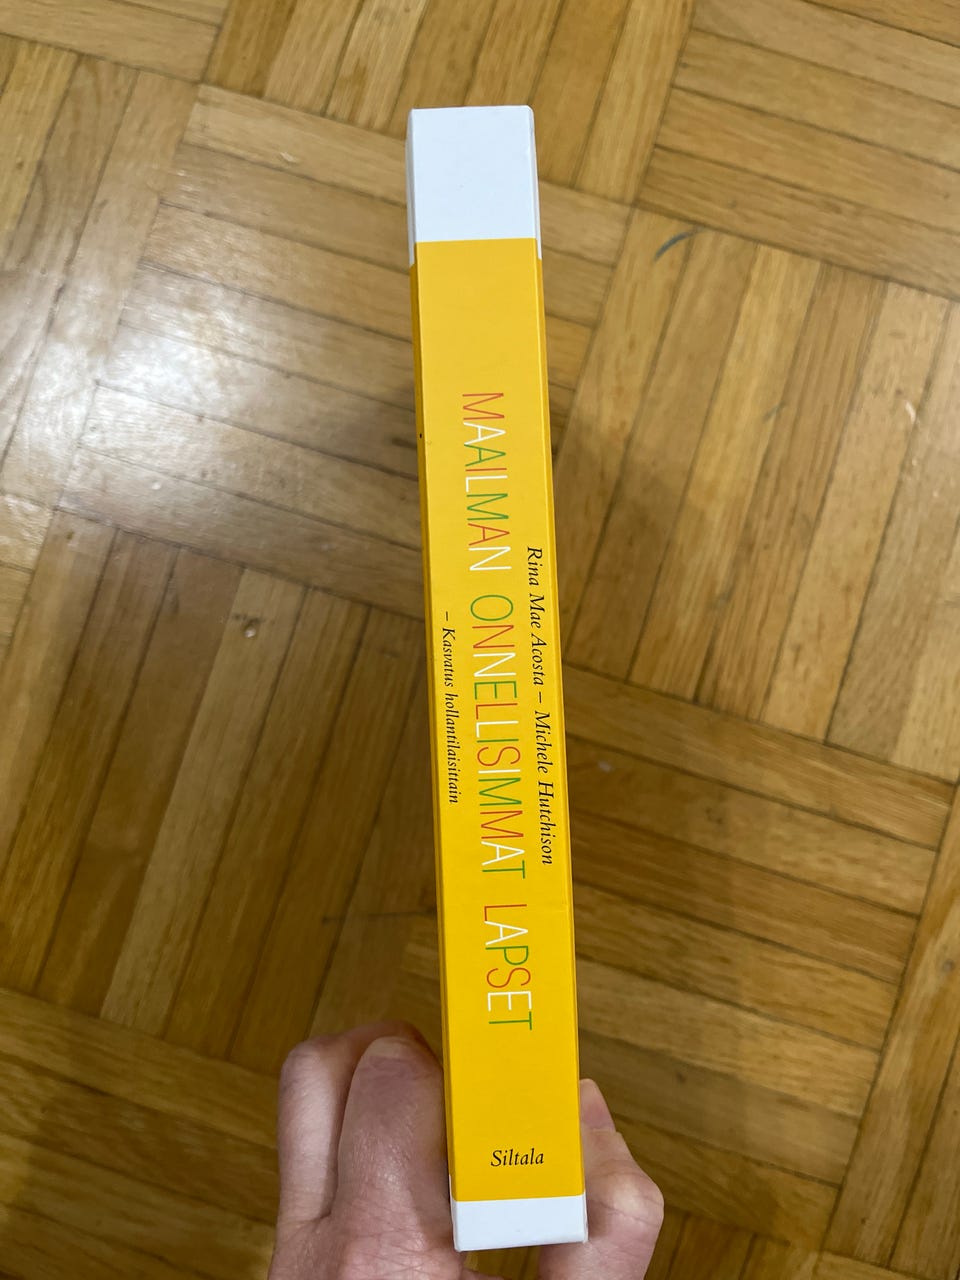 Rina Mae Acosta – Michele Hutchison
MAAILMAN ONNELLISIMMAT LAPSET
– Kasvatus hollantilaisittain
Siltala